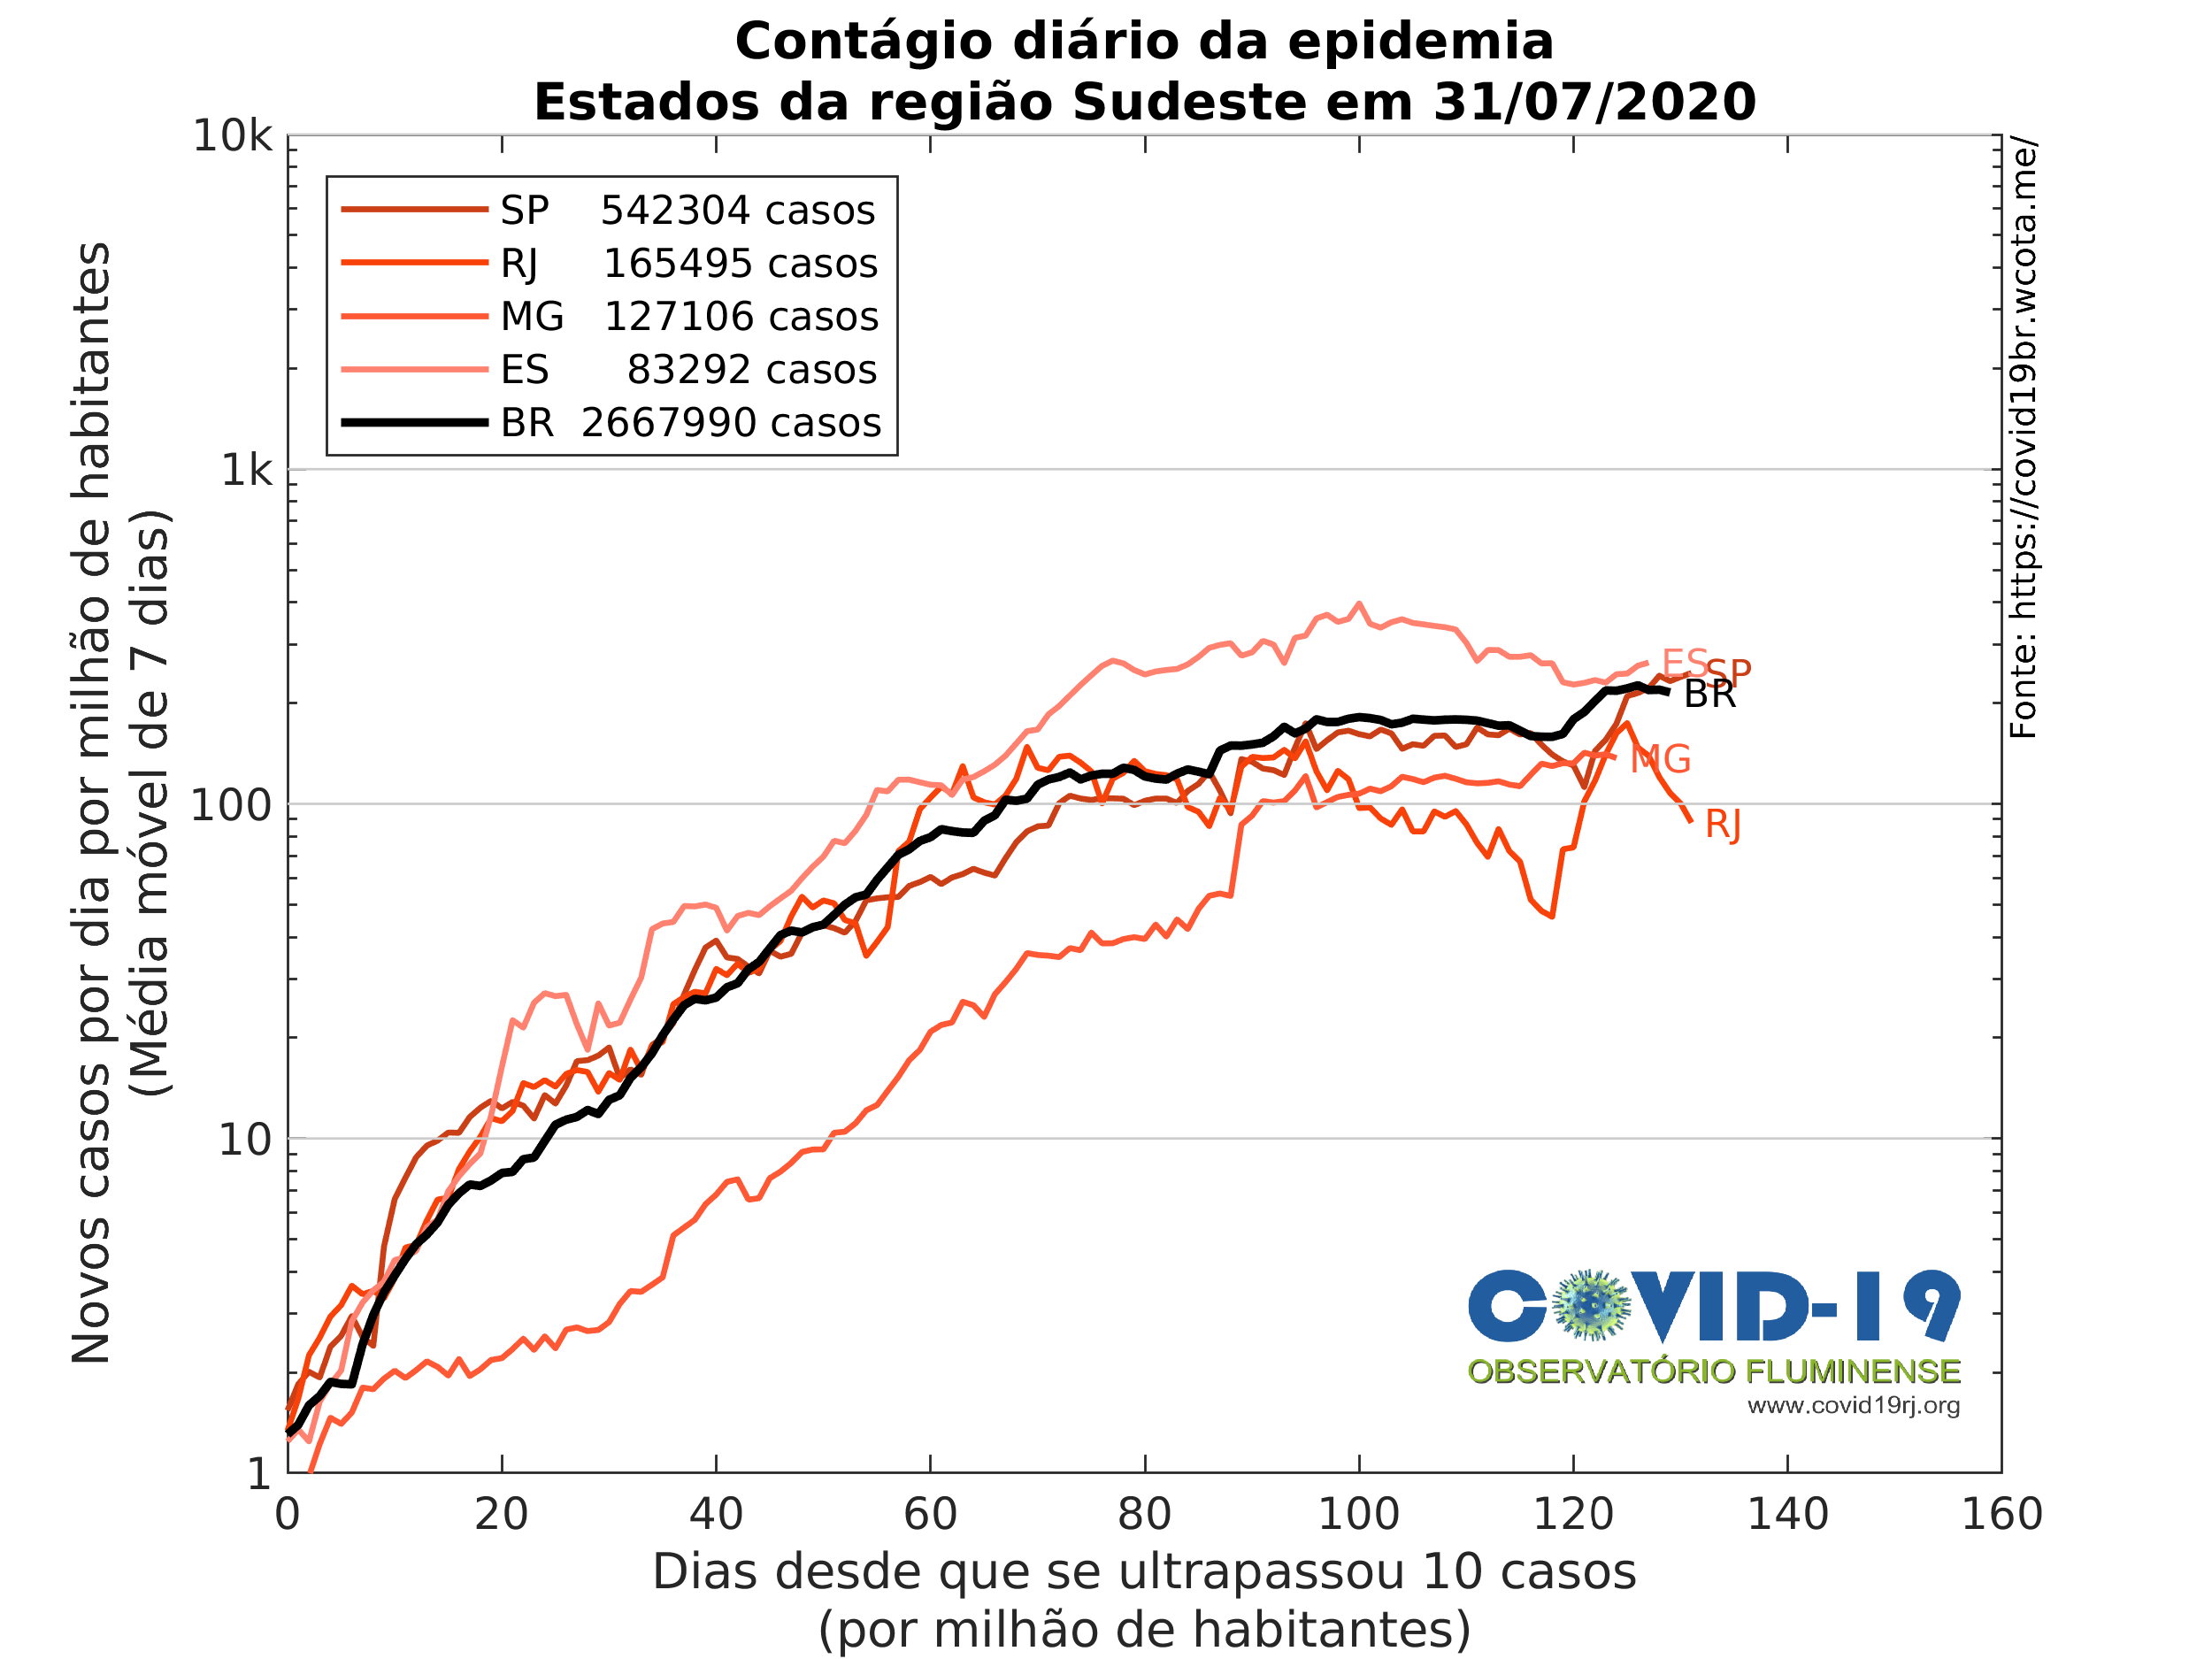 Contágio diário da epidemia
Estados da região Sudeste em 31/07/2020
Novos casos por dia por milhão de habitantes
(Média móvel de 7 dias)
10k
1k
100
10
1
SP 542304 casos
RJ 165495 casos
MG 127106 casos
ES 83292 casos
BR 2667990 casos
ES
SP
BR
MG
RJ
Fonte: https://covid19br.wcota.me/
COVID-19
OBSERVATÓRIO FLUMINENSE
www.covid19rj.org
0 20 40 60 80 100 120 140 160
Dias desde que se ultrapassou 10 casos
(por milhão de habitantes)